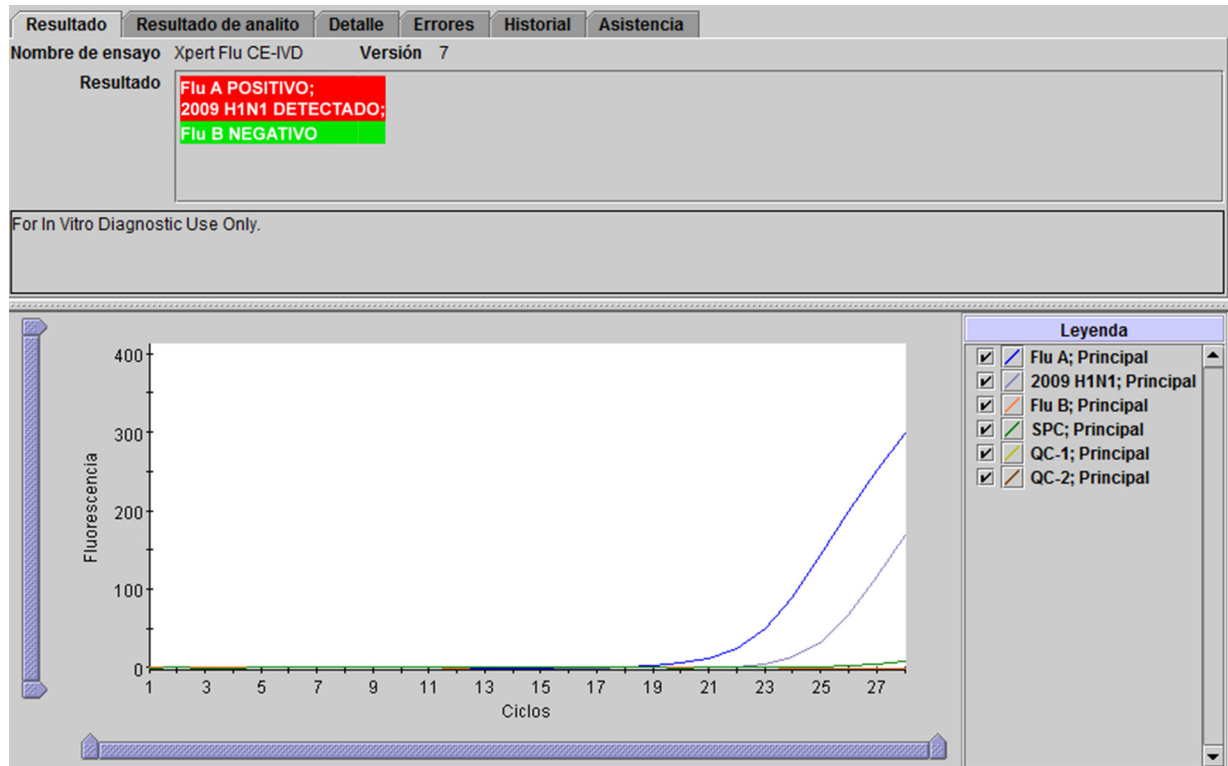 Resultado Resultado de analito Detalle Errores Historial Asistencia
Nombre de ensayo Xpert Flu CE-IVD Versión 7
Resultado
Flu A POSITIVO;
2009 H1N1 DETECTADO;
Flu B NEGATIVO
For In Vitro Diagnostic Use Only.
400
300
200
100
0
Fluorescencia
1 3 5 7 9 11 13 15 17 19 21 23 25 27
Ciclos
Leyenda
Flu A; Principal
2009 H1N1; Principal
Flu B; Principal
SPC; Principal
QC-1; Principal
QC-2; Principal